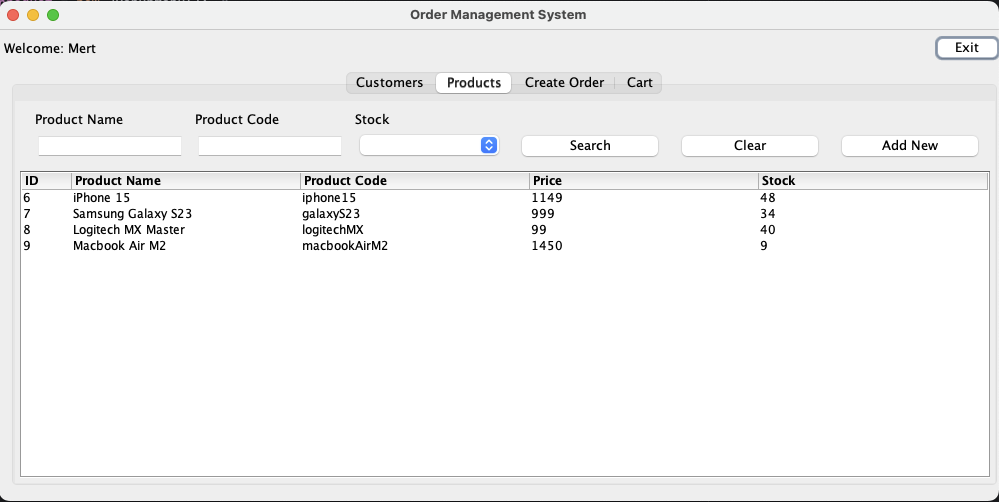 Order Management System
Welcome: Mert
Exit
Customers Products Create Order Cart
Product Name Product Code Stock
Search Clear Add New
ID Product Name Product Code Price Stock
6 iPhone 15 iphone15 1149 48
7 Samsung Galaxy S23 galaxyS23 999 34
8 Logitech MX Master logitechMX 99 40
9 Macbook Air M2 macbookAirM2 1450 9